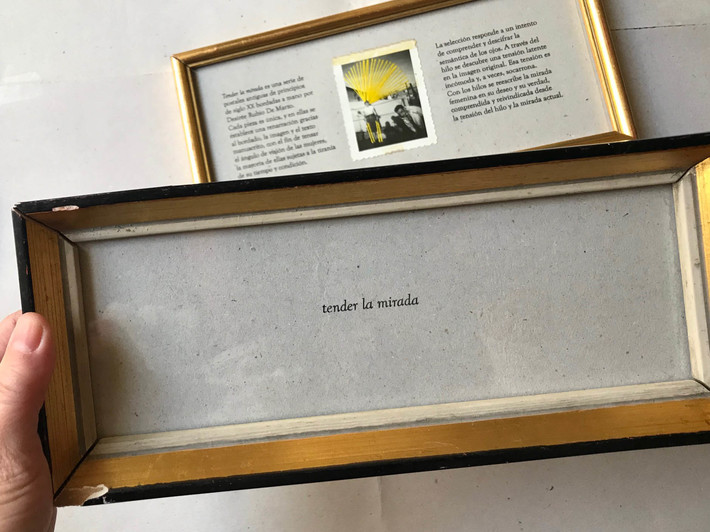 Tender la mirada es una serie de
postales antiguas de principios
de siglo XX bordadas a mano por
Desirée Rubio De Marzo.
Cada pieza es única, y en ellas se
establece una renarración gracias
al bordado, la imagen y el texto
manuscrito, con el fin de tensar
el ángulo de visión de las mujeres,
la mayoría de ellas sujetas a la tiranía
de su tiempo y condición.
La selección responde a un intento
de comprender y descifrar la
semántica de los ojos. A través del
hilo se descubre una tensión latente
en la imagen original. Esa tensión es
incómoda y, a veces, socarrona.
Con los hilos se reescribe la mirada
femenina en su deseo y su verdad,
comprendida y reivindicada desde
la tensión del hilo y la mirada actual.
tender la mirada